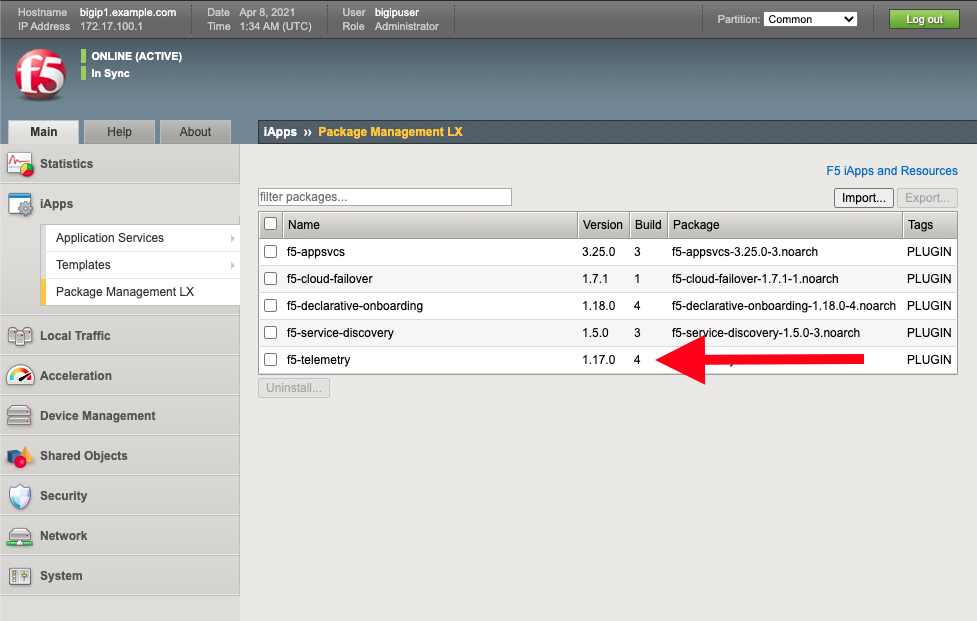 Hostname bigip1.example.com Date Apr 8, 2021 User bigipuser
IP Address 172.17.100.1 Time 1:34 AM (UTC) Role Administrator
Partition: Common Log out
f5
ONLINE (ACTIVE)
In Sync
Main Help About
iApps ›› Package Management LX
Statistics
iApps
Application Services
Templates
Package Management LX
Local Traffic
Acceleration
Device Management
Shared Objects
Security
Network
System
F5 iApps and Resources
filter packages... Import... Export...
Name Version Build Package Tags
f5-appsvcs 3.25.0 3 f5-appsvcs-3.25.0-3.noarch PLUGIN
f5-cloud-failover 1.7.1 1 f5-cloud-failover-1.7.1-1.noarch PLUGIN
f5-declarative-onboarding 1.18.0 4 f5-declarative-onboarding-1.18.0-4.noarch PLUGIN
f5-service-discovery 1.5.0 3 f5-service-discovery-1.5.0-3.noarch PLUGIN
f5-telemetry 1.17.0 4 PLUGIN
Uninstall...